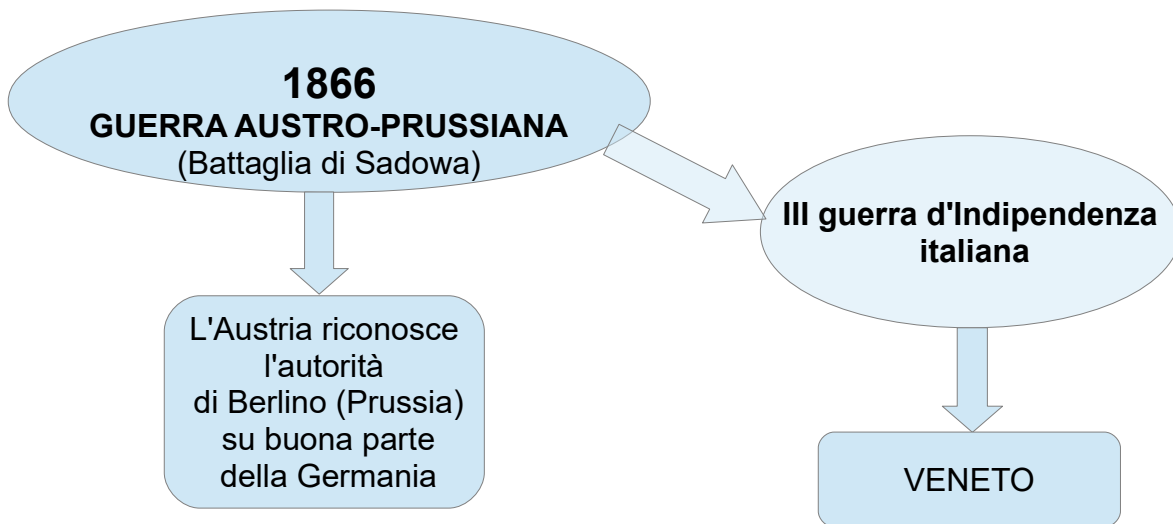 1866
GUERRA AUSTRO-PRUSSIANA
(Battaglia di Sadowa)
III guerra d'Indipendenza
italiana
L'Austria riconosce
l'autorità
di Berlino (Prussia)
su buona parte
della Germania
VENETO